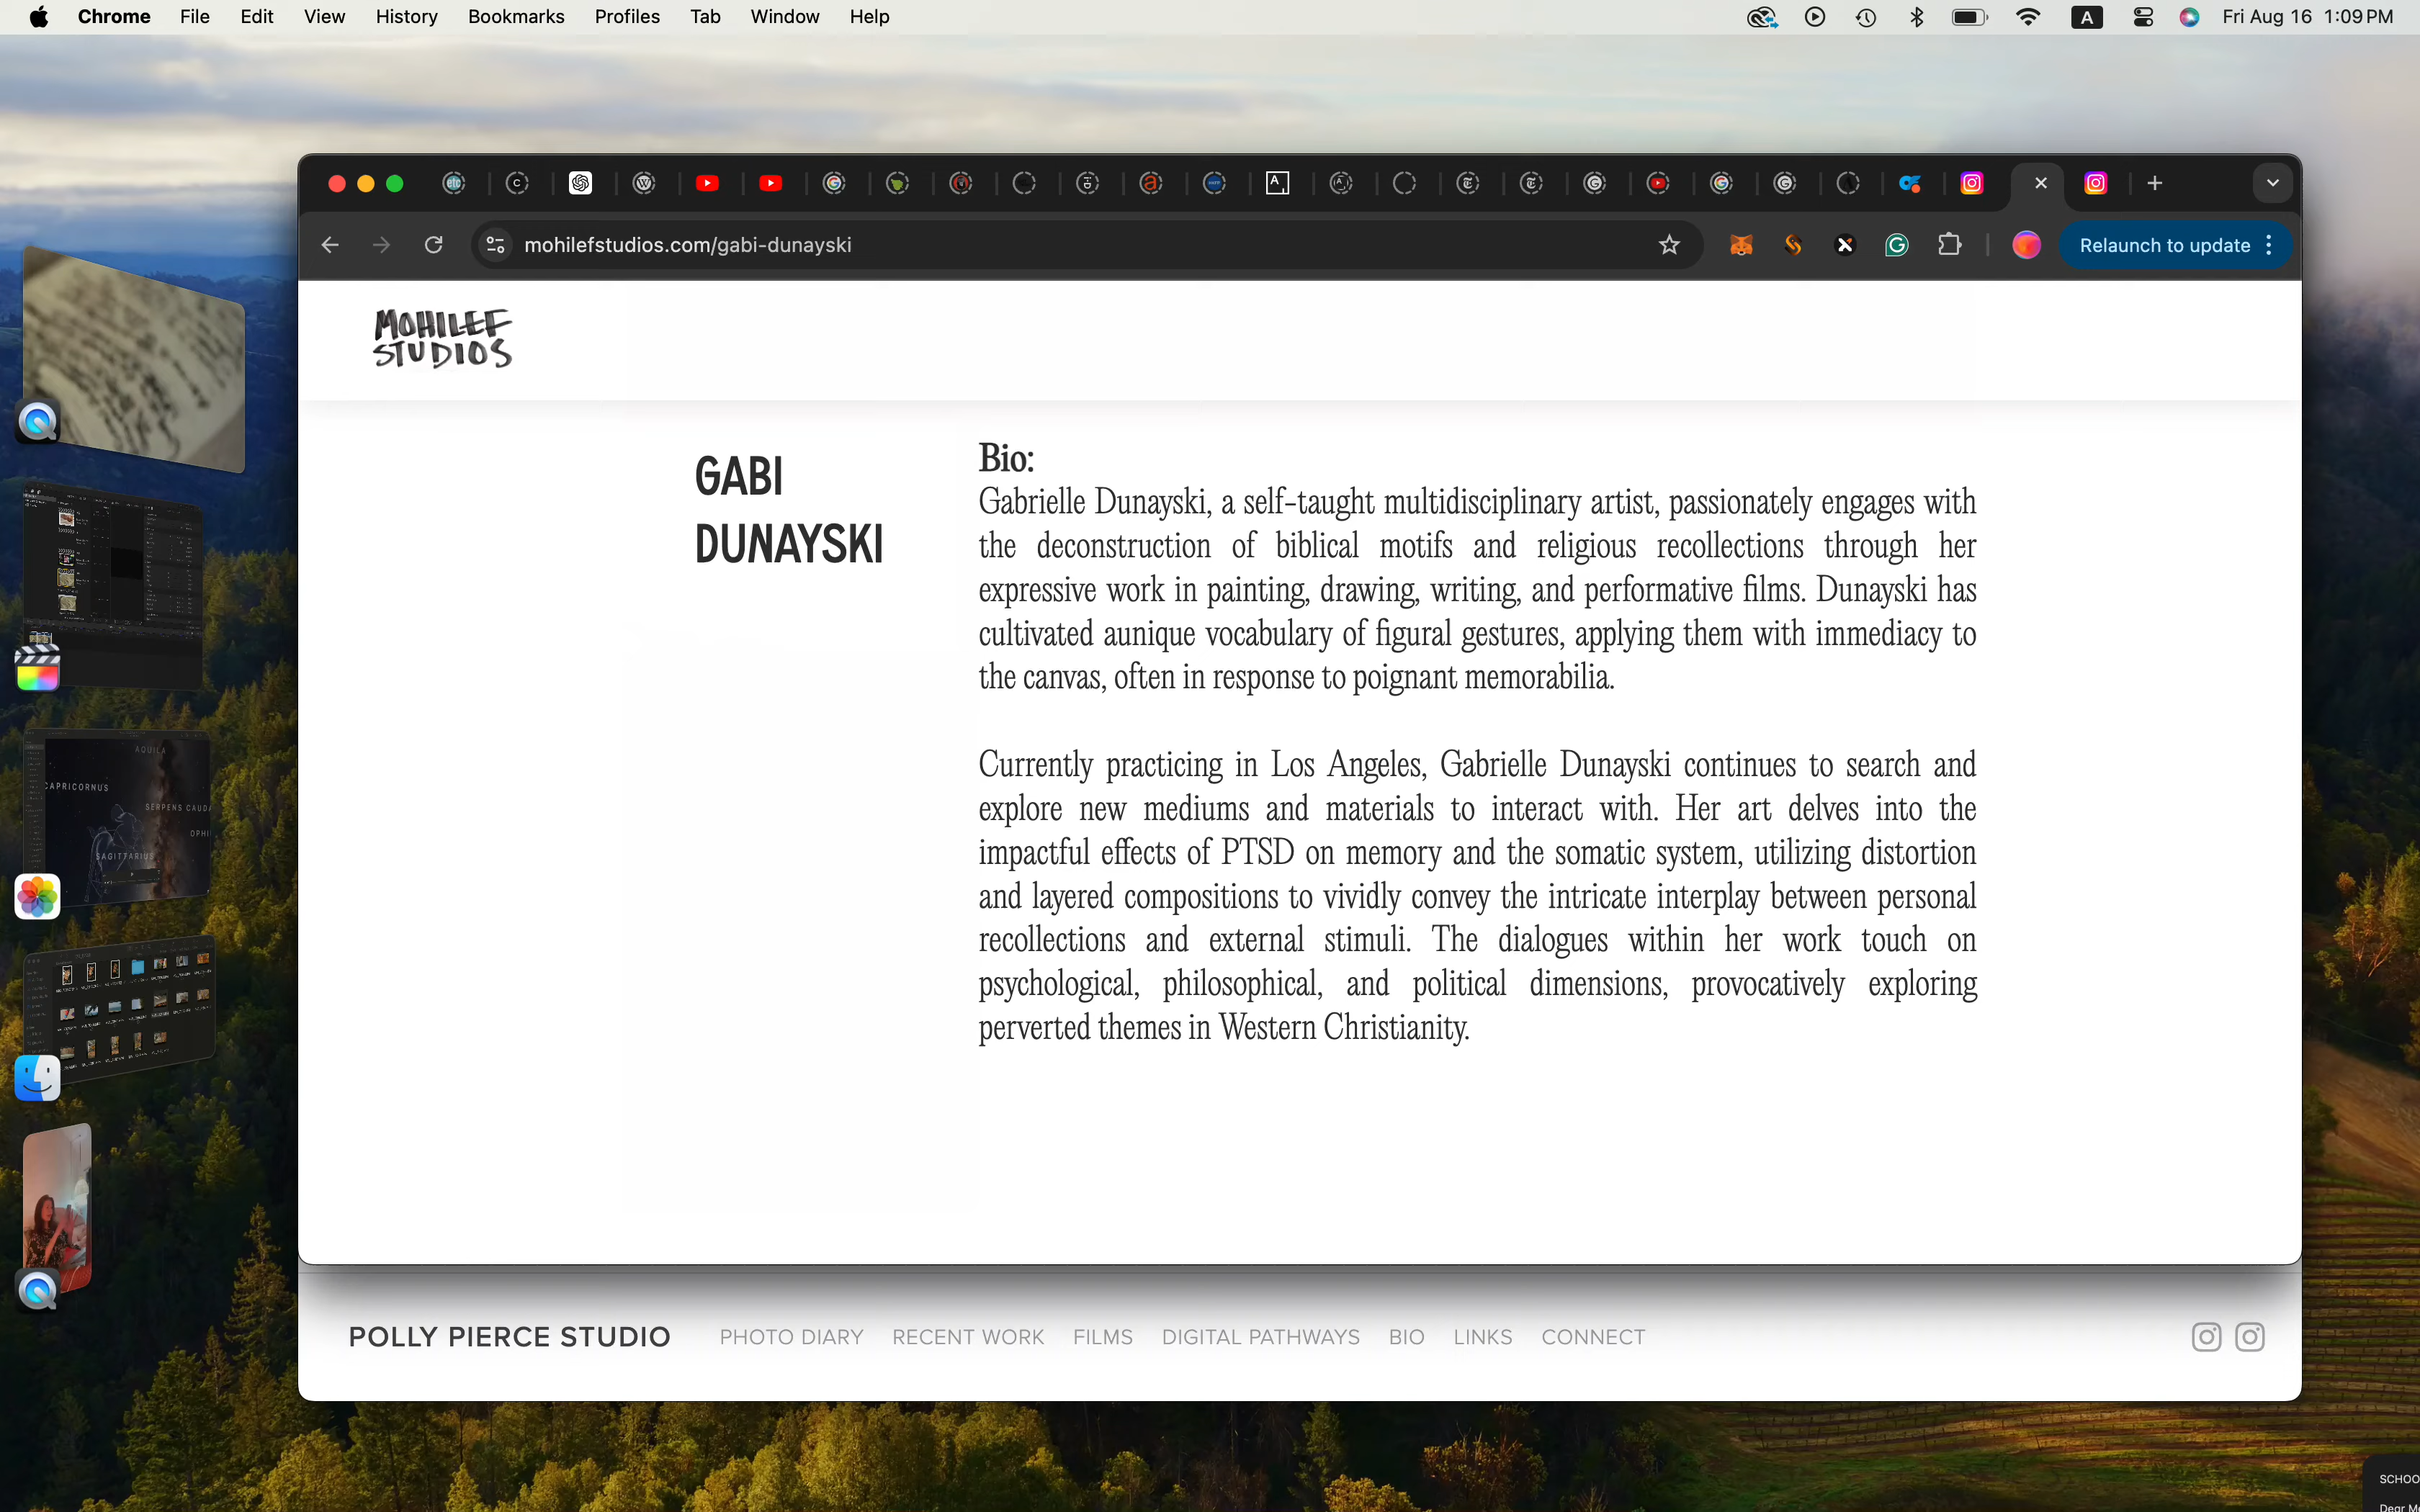 Chrome File Edit View History Bookmarks Profiles Tab Window Help
A
Fri Aug 16 1:09 PM
mohilefstudios.com/gabi-dunayski
Relaunch to update
MOHILEF
STUDIOS
GABI
DUNAYSKI
Bio:
Gabrielle Dunayski, a self-taught multidisciplinary artist, passionately engages with
the deconstruction of biblical motifs and religious recollections through her
expressive work in painting, drawing, writing, and performative films. Dunayski has
cultivated aunique vocabulary of figural gestures, applying them with immediacy to
the canvas, often in response to poignant memorabilia.
Currently practicing in Los Angeles, Gabrielle Dunayski continues to search and
explore new mediums and materials to interact with. Her art delves into the
impactful effects of PTSD on memory and the somatic system, utilizing distortion
and layered compositions to vividly convey the intricate interplay between personal
recollections and external stimuli. The dialogues within her work touch on
psychological, philosophical, and political dimensions, provocatively exploring
perverted themes in Western Christianity.
AQUILA
CAPRICORNUS
SERPENS CAUDA
OPHI
SAGITTARIUS
POLLY PIERCE STUDIO PHOTO DIARY RECENT WORK FILMS DIGITAL PATHWAYS BIO LINKS CONNECT
SCHOO
Dear M